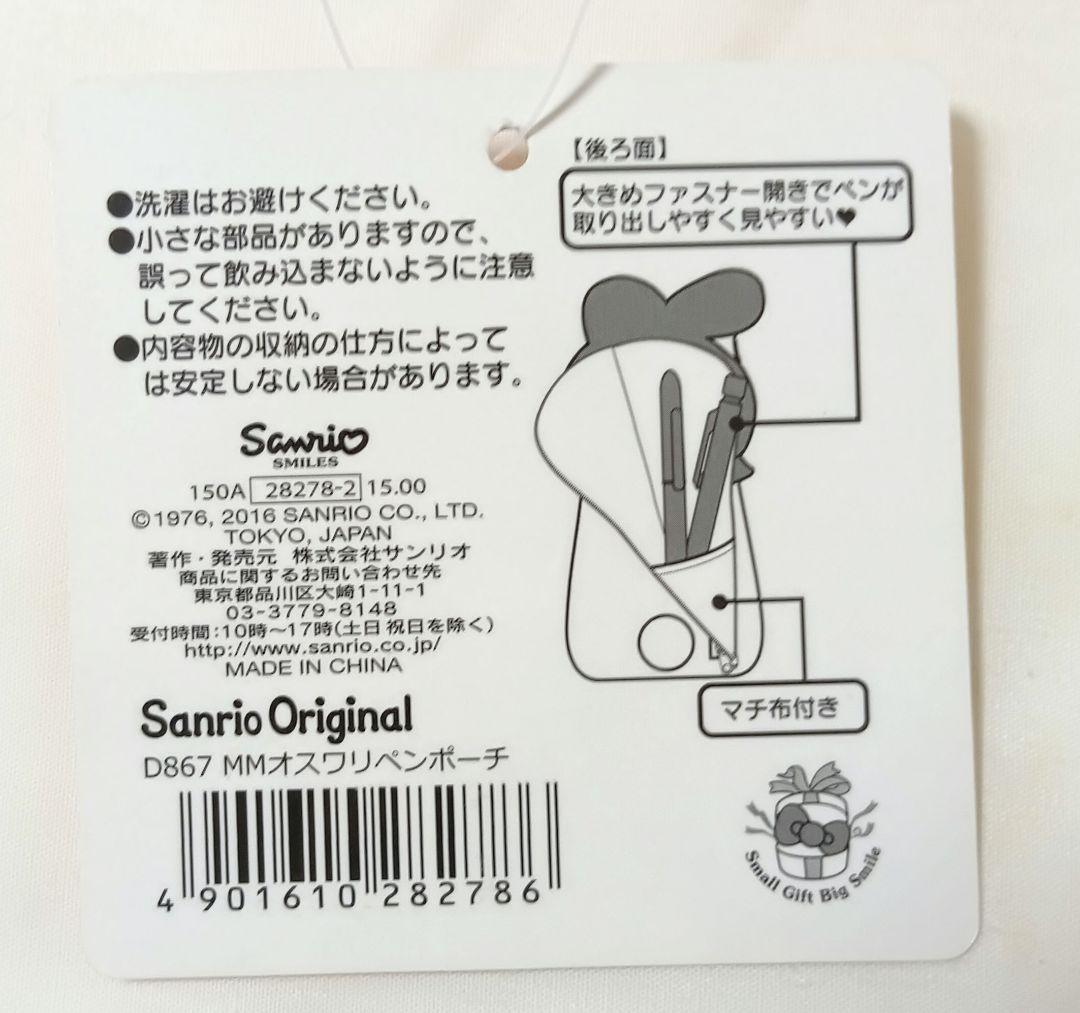 ●洗濯はお避けください。
●小さな部品がありますので、
誤って飲み込まないように注意
してください。
●内容物の収納の仕方によって
は安定しない場合があります。
Sanrio
SMILES
150A 28278-2 15.00
©1976, 2016 SANRIO CO., LTD.
TOKYO, JAPAN
著作・発売元 株式会社サンリオ
商品に関するお問い合わせ先
東京都品川区大崎1-11-1
03-3779-8148
受付時間:10時～17時(土日祝日を除く)
http://www.sanrio.co.jp/
MADE IN CHINA
Sanrio Original
D867 MMオスワリペンポーチ
4 901610 282786
【後ろ面】
大きめファスナー開きでペンが
取り出しやすく見やすい♥
マチ布付き
Small Gift Big Smile